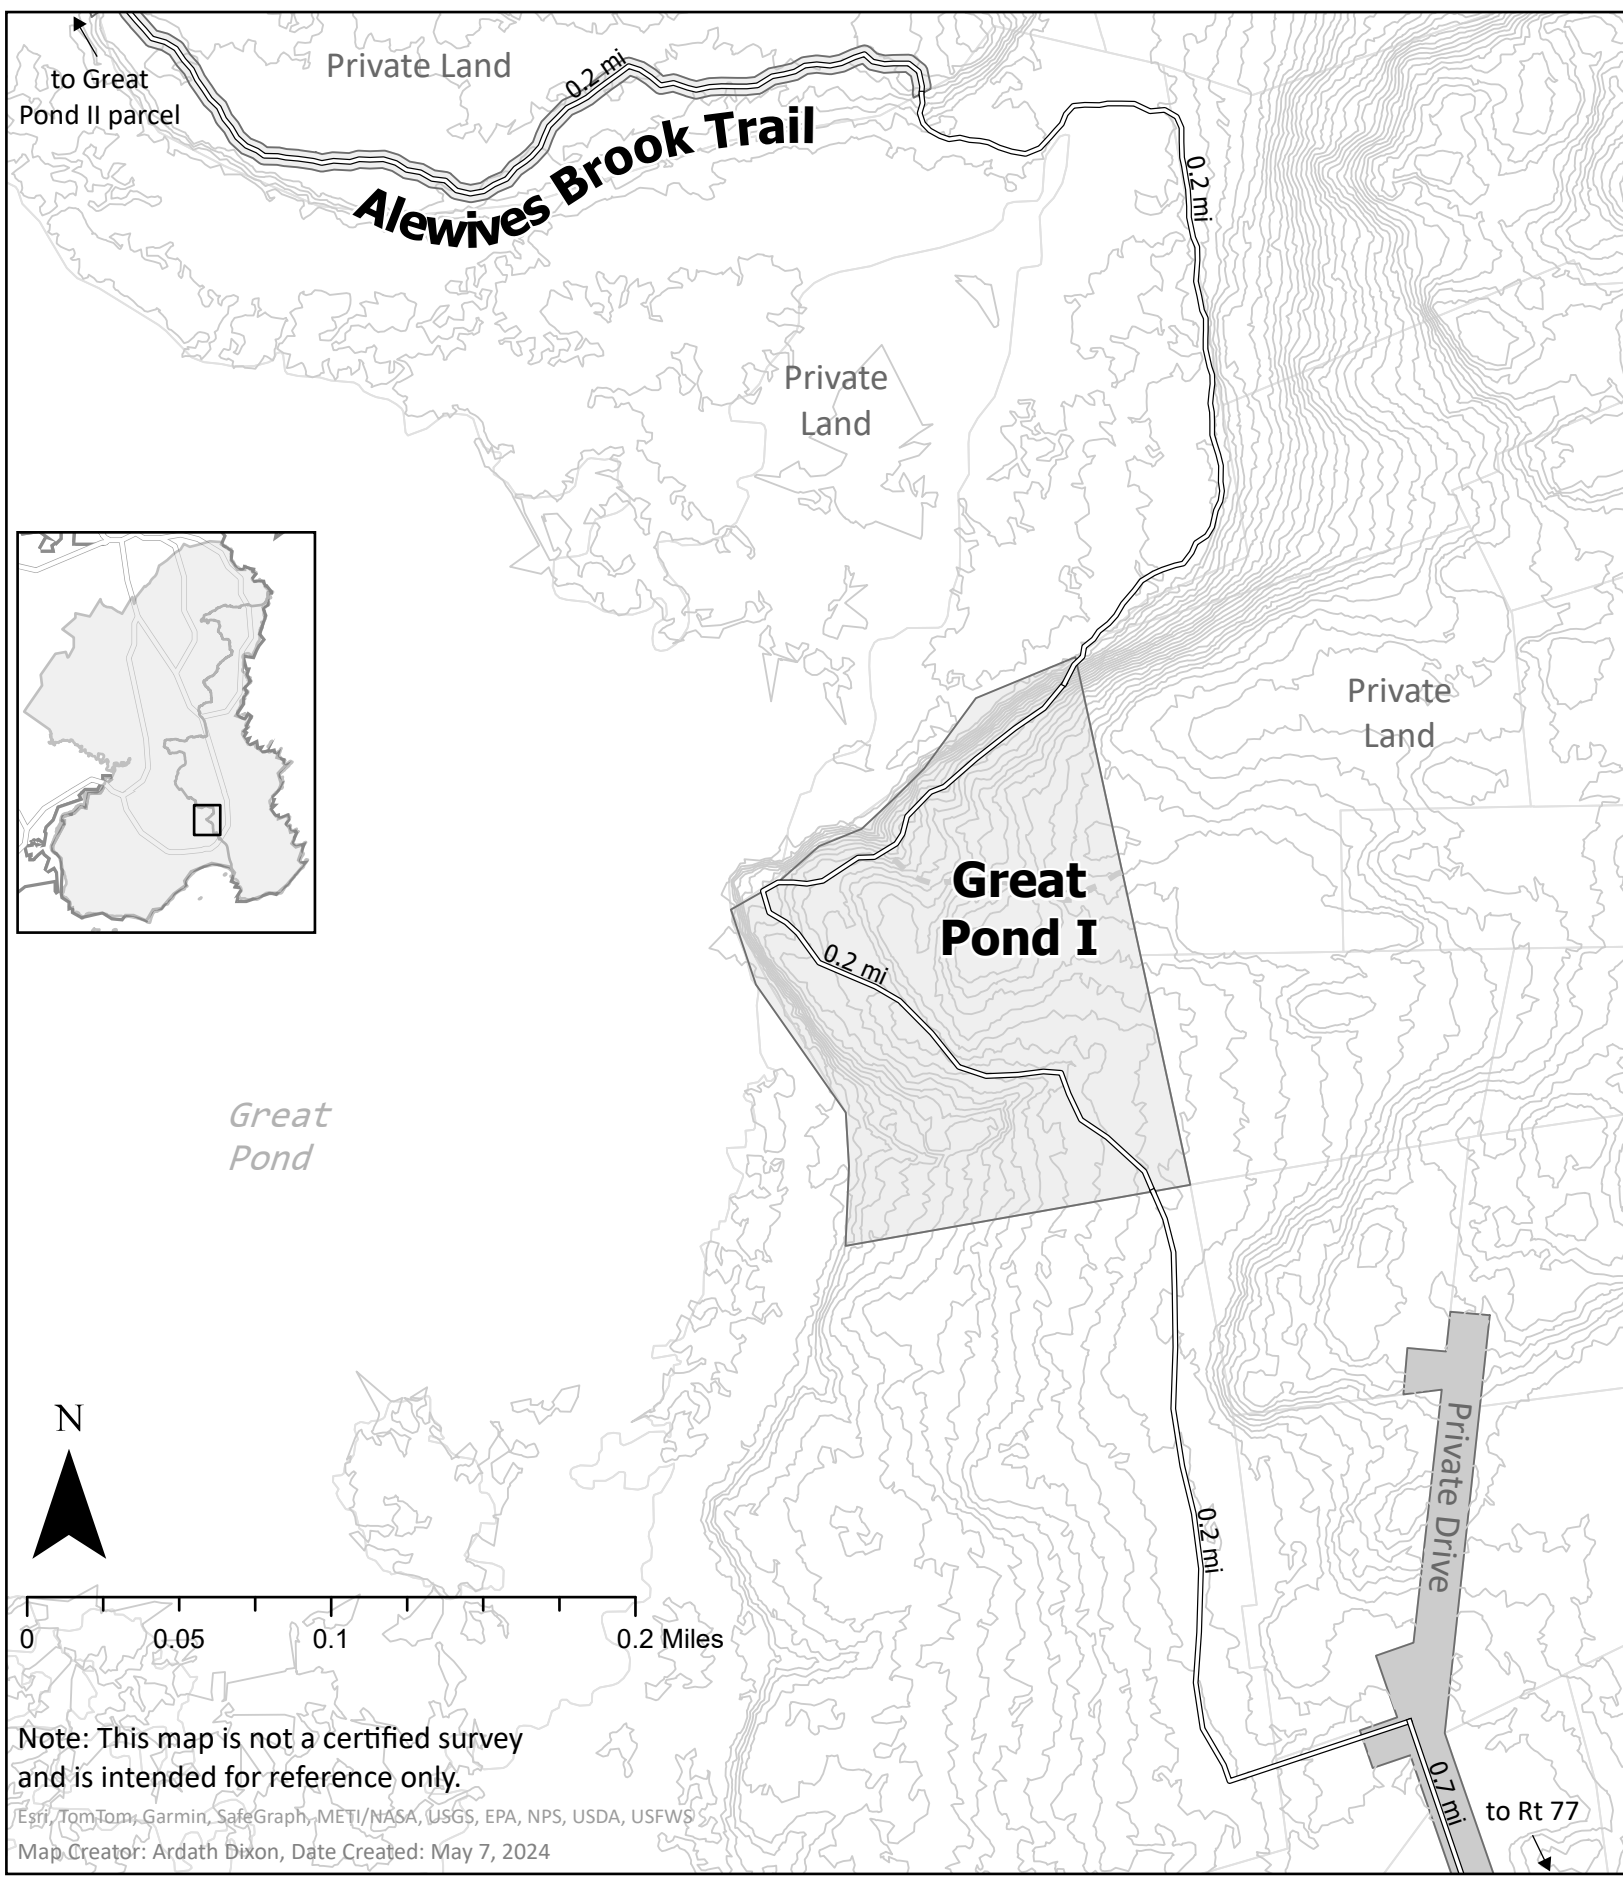 to Great
Pond II parcel
Private Land
0.2 mi
Alewives Brook Trail
0.2 mi
Private
Land
Private
Land
Great
Pond I
0.2 mi
Great
Pond
N
Private Drive
0.2 mi
0 0.05 0.1 0.2 Miles
Note: This map is not a certified survey
and is intended for reference only.
0.7 mi
to Rt 77
Esri, TomTom, Garmin, SafeGraph, METI/NASA, USGS, EPA, NPS, USDA, USFWS
Map Creator: Ardath Dixon, Date Created: May 7, 2024